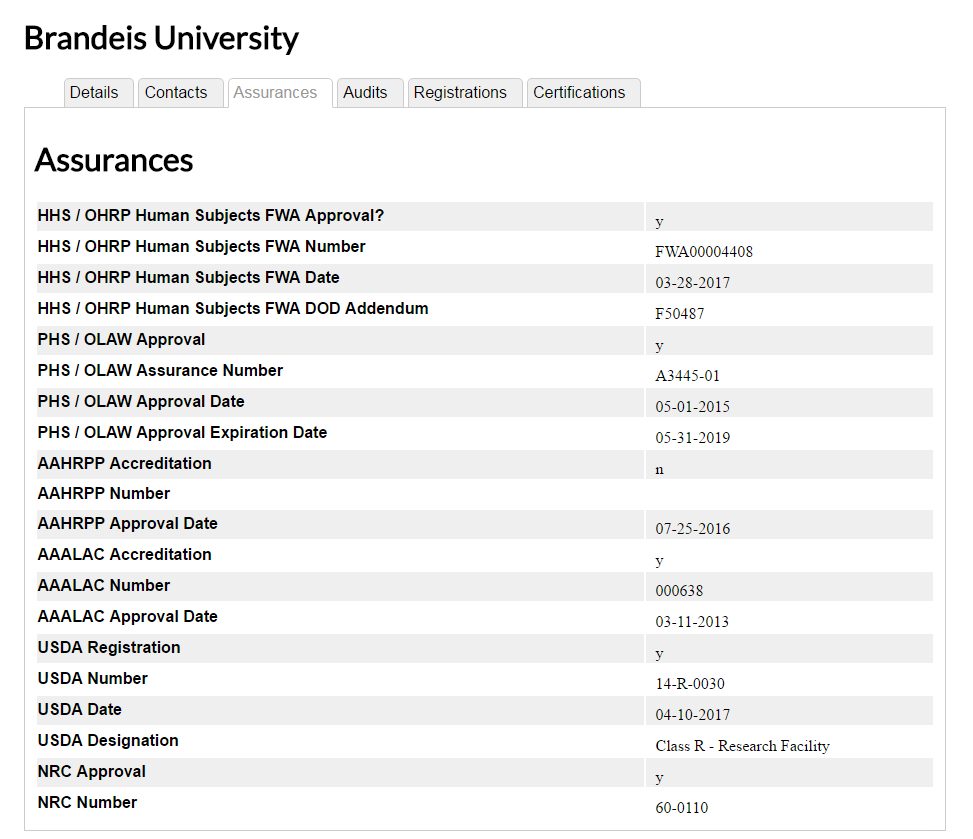 Brandeis University
Details Contacts Assurances Audits Registrations Certifications
Assurances
HHS / OHRP Human Subjects FWA Approval? y
HHS / OHRP Human Subjects FWA Number FWA00004408
HHS / OHRP Human Subjects FWA Date 03-28-2017
HHS / OHRP Human Subjects FWA DOD Addendum F50487
PHS / OLAW Approval y
PHS / OLAW Assurance Number A3445-01
PHS / OLAW Approval Date 05-01-2015
PHS / OLAW Approval Expiration Date 05-31-2019
AAHRPP Accreditation n
AAHRPP Number
AAHRPP Approval Date 07-25-2016
AAALAC Accreditation y
AAALAC Number 000638
AAALAC Approval Date 03-11-2013
USDA Registration y
USDA Number 14-R-0030
USDA Date 04-10-2017
USDA Designation Class R - Research Facility
NRC Approval y
NRC Number 60-0110